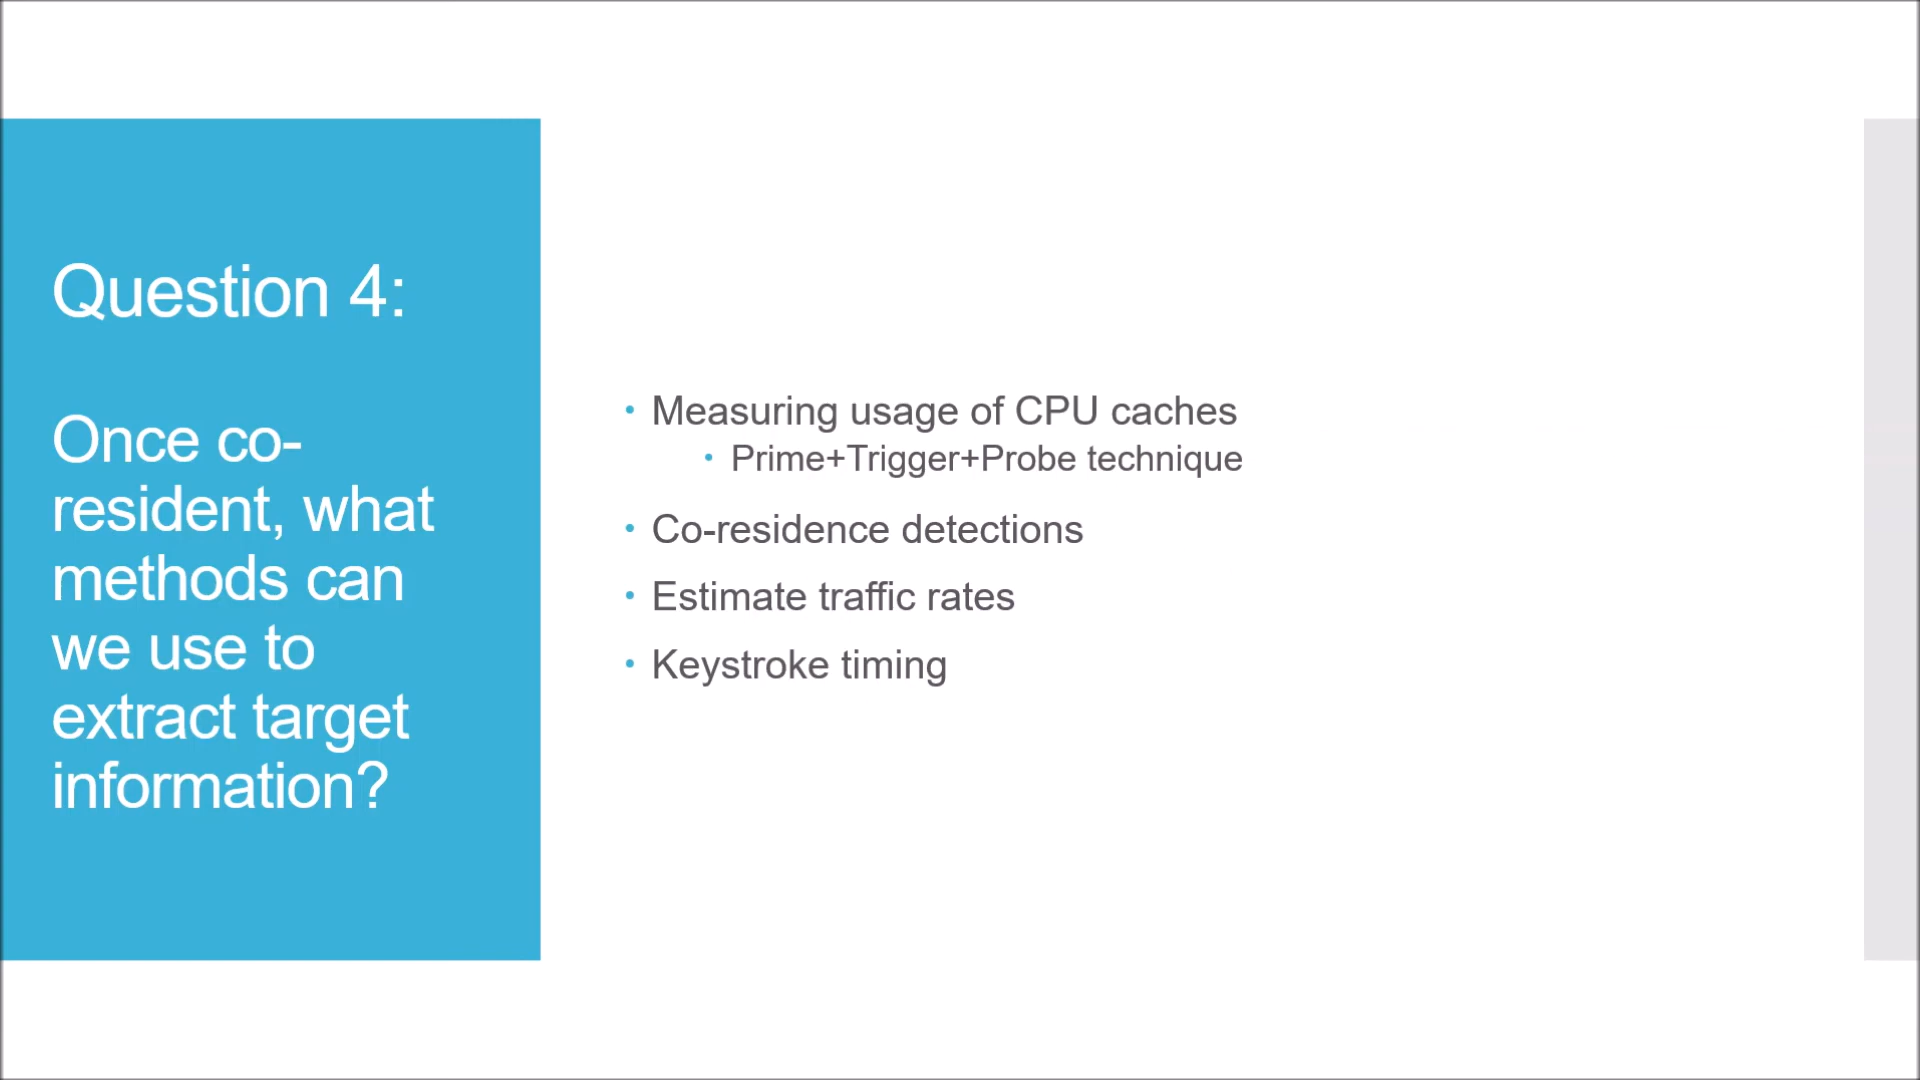 Question 4:
Once co-
resident, what
methods can
we use to
extract target
information?
• Measuring usage of CPU caches
• Prime+Trigger+Probe technique
• Co-residence detections
• Estimate traffic rates
• Keystroke timing